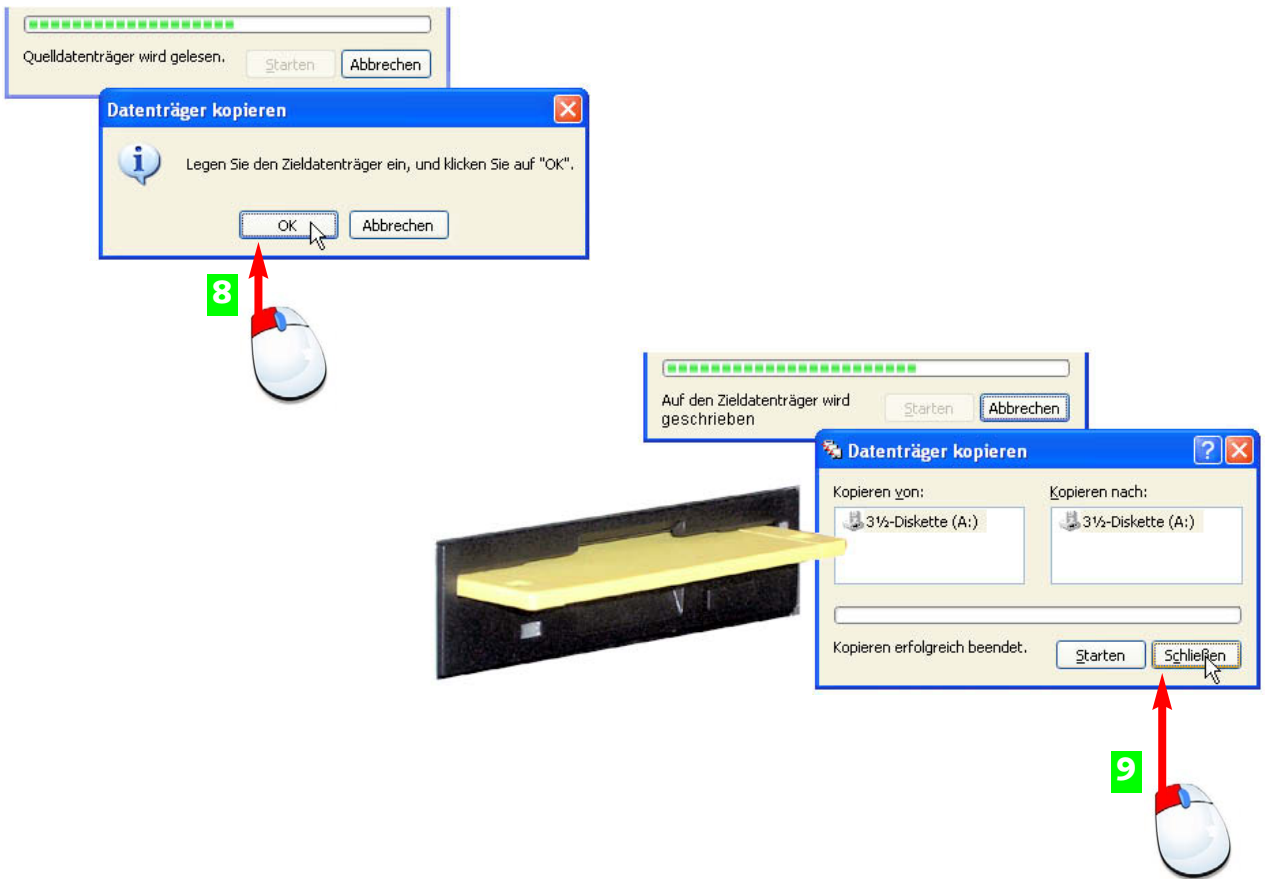 Quelldatenträger wird gelesen.
Starten
Abbrechen
Datenträger kopieren
Legen Sie den Zieldatenträger ein, und klicken Sie auf "OK".
OK
Abbrechen
8
Auf den Zieldatenträger wird
geschrieben
Starten
Abbrechen
Datenträger kopieren
Kopieren von:
Kopieren nach:
3½-Diskette (A:)
3½-Diskette (A:)
Kopieren erfolgreich beendet.
Starten
Schließen
9